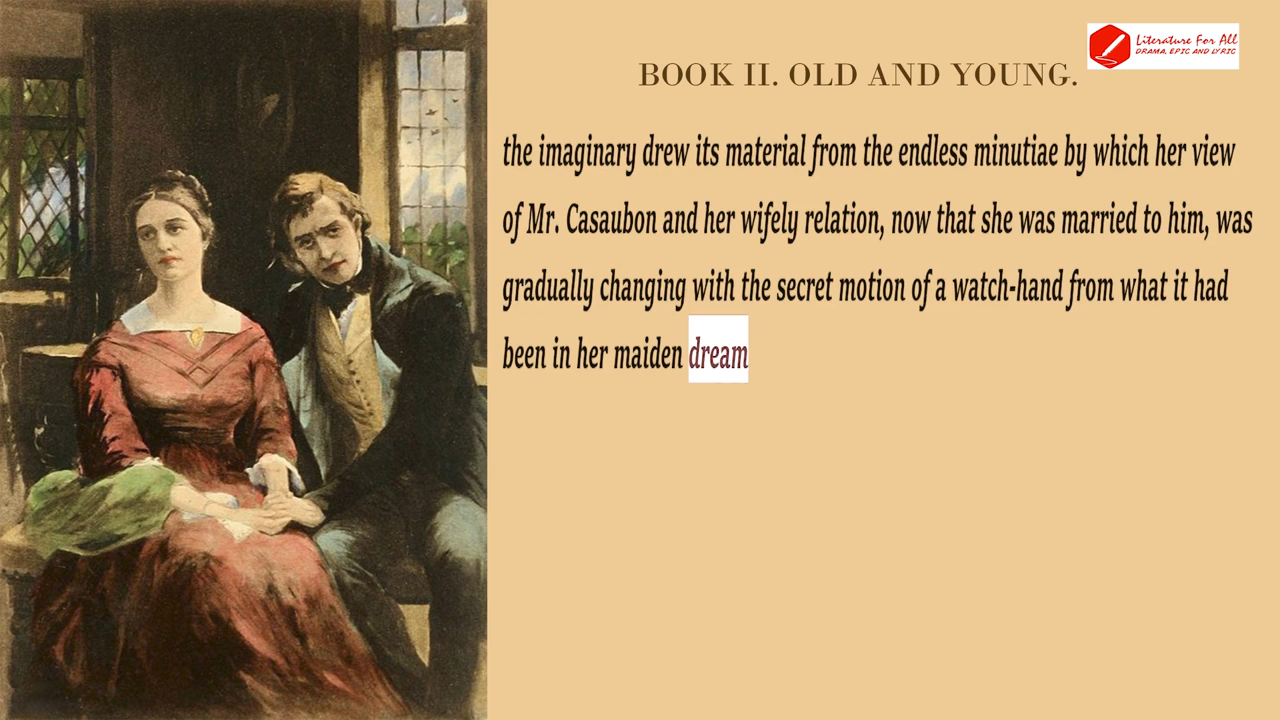 Literature For All
DRAMA, EPIC AND LYRIC
BOOK II. OLD AND YOUNG.
the imaginary drew its material from the endless minutiae by which her view
of Mr. Casaubon and her wifely relation, now that she was married to him, was
gradually changing with the secret motion of a watch-hand from what it had
been in her maiden dream